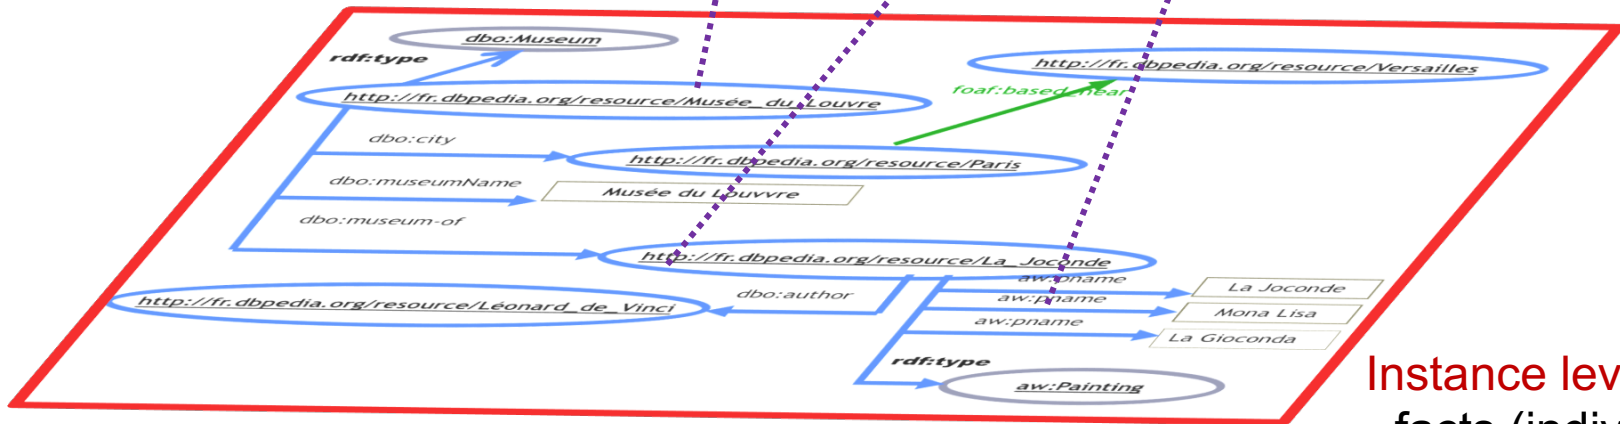 dbo:Museum
rdf:type
http://fr.dbpedia.org/resource/Versailles
http://fr.dbpedia.org/resource/Musée_du_Louvre
foaf:based_near
dbo:city
http://fr.dbpedia.org/resource/Paris
dbo:museumName
Musée du Louvvre
dbo:museum-of
http://fr.dbpedia.org/resource/La_Joconde
aw:pname
La Joconde
http://fr.dbpedia.org/resource/Léonard_de_Vinci
dbo:author
aw:pname
Mona Lisa
aw:pname
La Gioconda
rdf:type
aw:Painting
Instance lev
facts (indiv